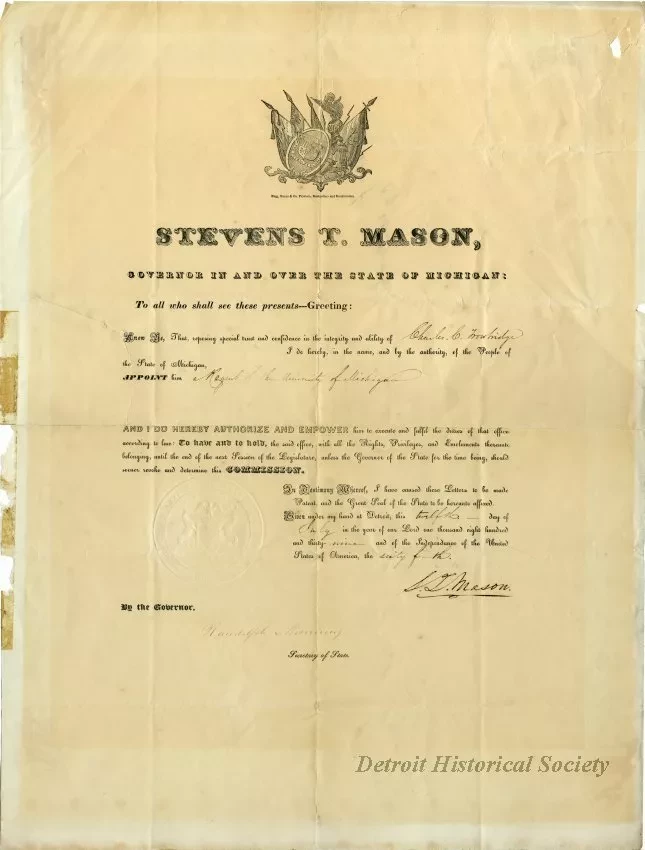 STEVENS T. MASON,
GOVERNOR IN AND OVER THE STATE OF MICHIGAN:
To all who shall see these presents—Greeting:
Know Ye, That, reposing special trust and confidence in the integrity and ability of Charles C. Trowbridge
I do hereby, in the name, and by the authority, of the People of
the State of Michigan,
APPOINT him Regent of the University of Michigan
AND I DO HEREBY AUTHORIZE AND EMPOWER him to execute and fulfil the duties of that office
according to law: To have and to hold, the said office, with all the Rights, Privileges, and Emoluments thereunto
belonging, until the end of the next Session of the Legislature, unless the Governor of the State for the time being, should
sooner revoke and determine this COMMISSION.
In Testimony Whereof, I have caused these Letters to be made
Patent, and the Great Seal of the State to be hereunto affixed.
Given under my hand at Detroit, this twelfth day of
July in the year of our Lord one thousand eight hundred
and thirty-nine and of the Independence of the United
States of America, the sixty fourth.
S. T. Mason.
By the Governor,
Randolph Manning
Secretary of State.
Detroit Historical Society